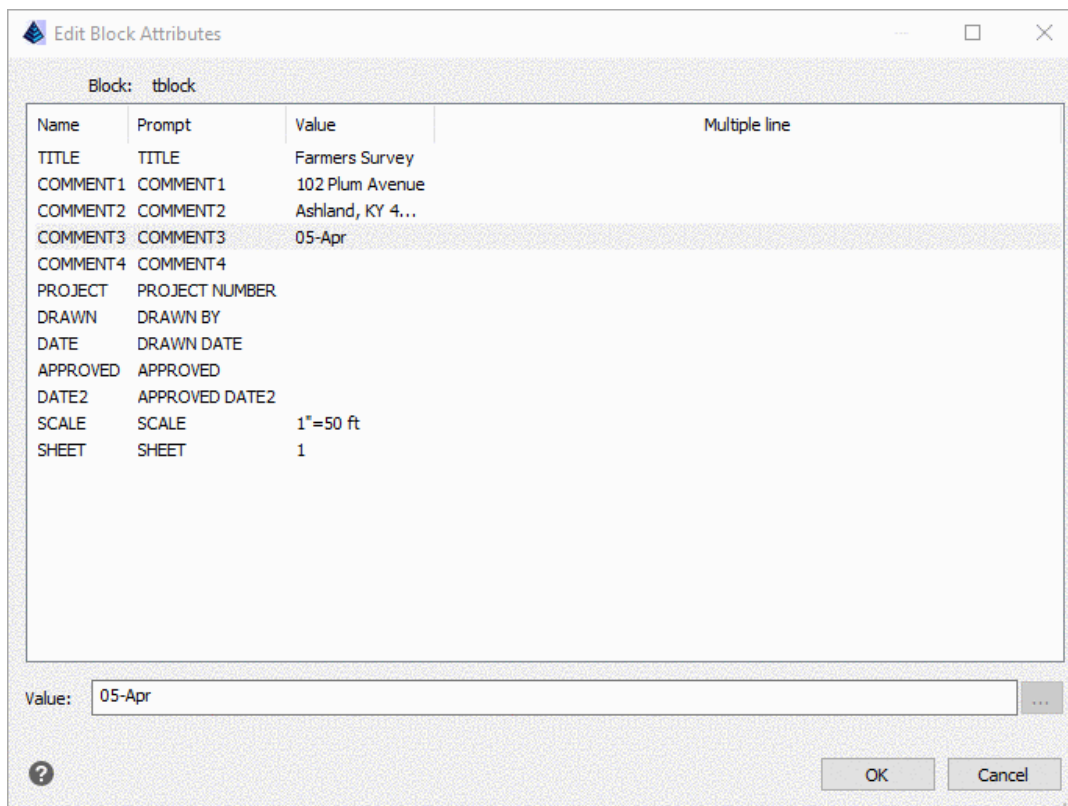 Edit Block Attributes
Block: tblock
Name Prompt Value Multiple line
TITLE TITLE Farmers Survey
COMMENT1 COMMENT1 102 Plum Avenue
COMMENT2 COMMENT2 Ashland, KY 4...
COMMENT3 COMMENT3 05-Apr
COMMENT4 COMMENT4
PROJECT PROJECT NUMBER
DRAWN DRAWN BY
DATE DRAWN DATE
APPROVED APPROVED
DATE2 APPROVED DATE2
SCALE SCALE 1"=50 ft
SHEET SHEET 1
Value: 05-Apr ...
? OK Cancel